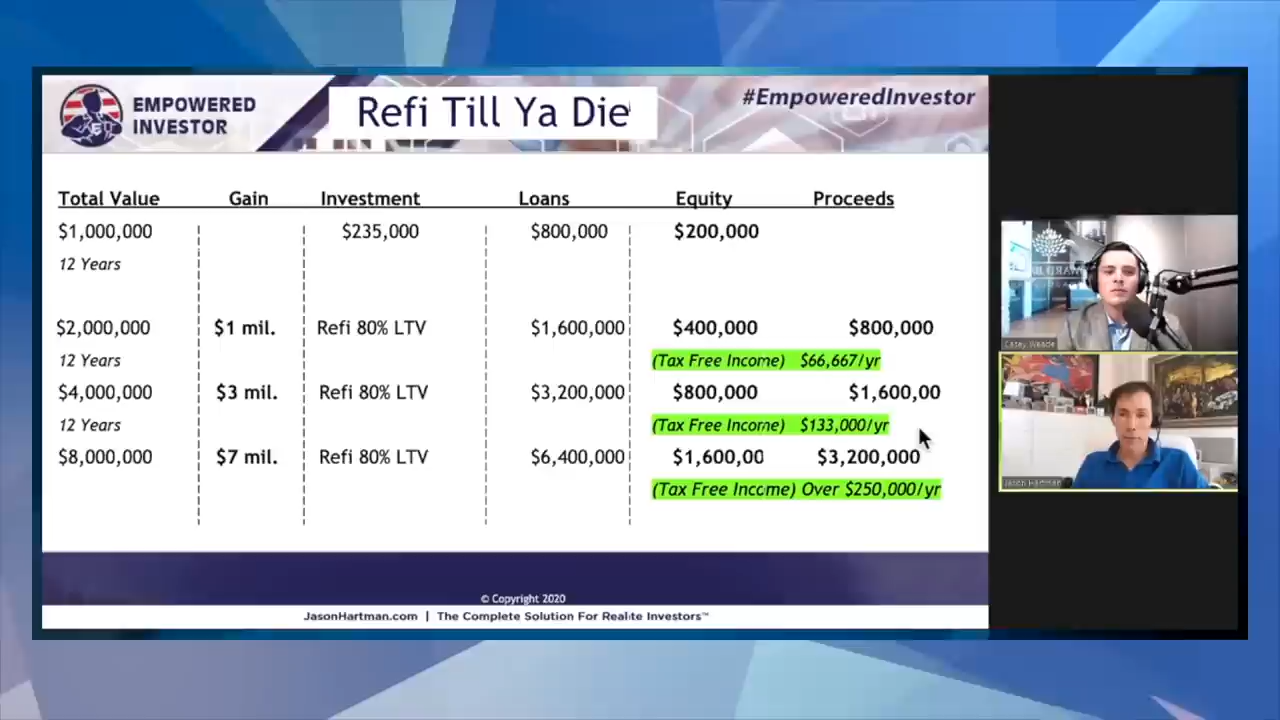 EMPOWERED
INVESTOR
Refi Till Ya Die
#EmpoweredInvestor
Total Value Gain Investment Loans Equity Proceeds
$1,000,000 $235,000 $800,000 $200,000
12 Years
$2,000,000 $1 mil. Refi 80% LTV $1,600,000 $400,000 $800,000
12 Years (Tax Free Income) $66,667/yr
$4,000,000 $3 mil. Refi 80% LTV $3,200,000 $800,000 $1,600,00
12 Years (Tax Free Income) $133,000/yr
$8,000,000 $7 mil. Refi 80% LTV $6,400,000 $1,600,00 $3,200,000
(Tax Free Income) Over $250,000/yr
© Copyright 2020
JasonHartman.com | The Complete Solution For Realte Investors™
Casey Weade
Jason Hartman